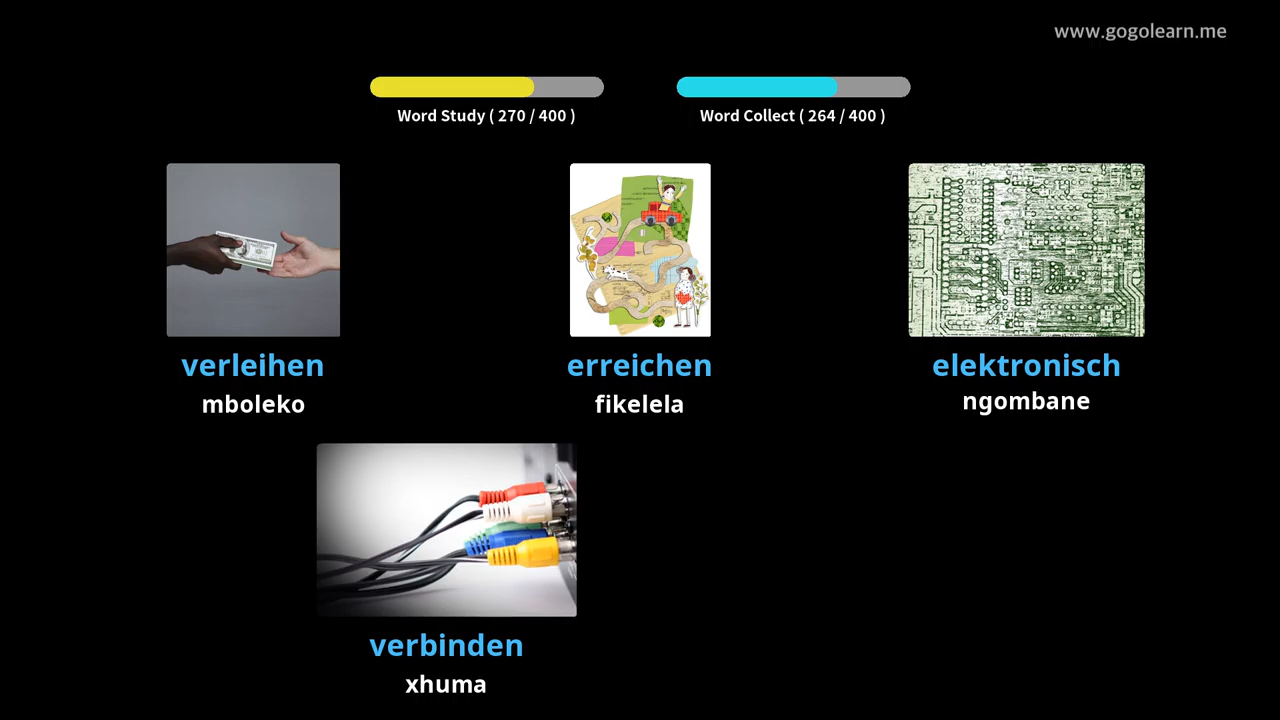 www.gogolearn.me
Word Study ( 270 / 400 )
Word Collect ( 264 / 400 )
verleihen
mboleko
erreichen
fikelela
elektronisch
ngombane
verbinden
xhuma